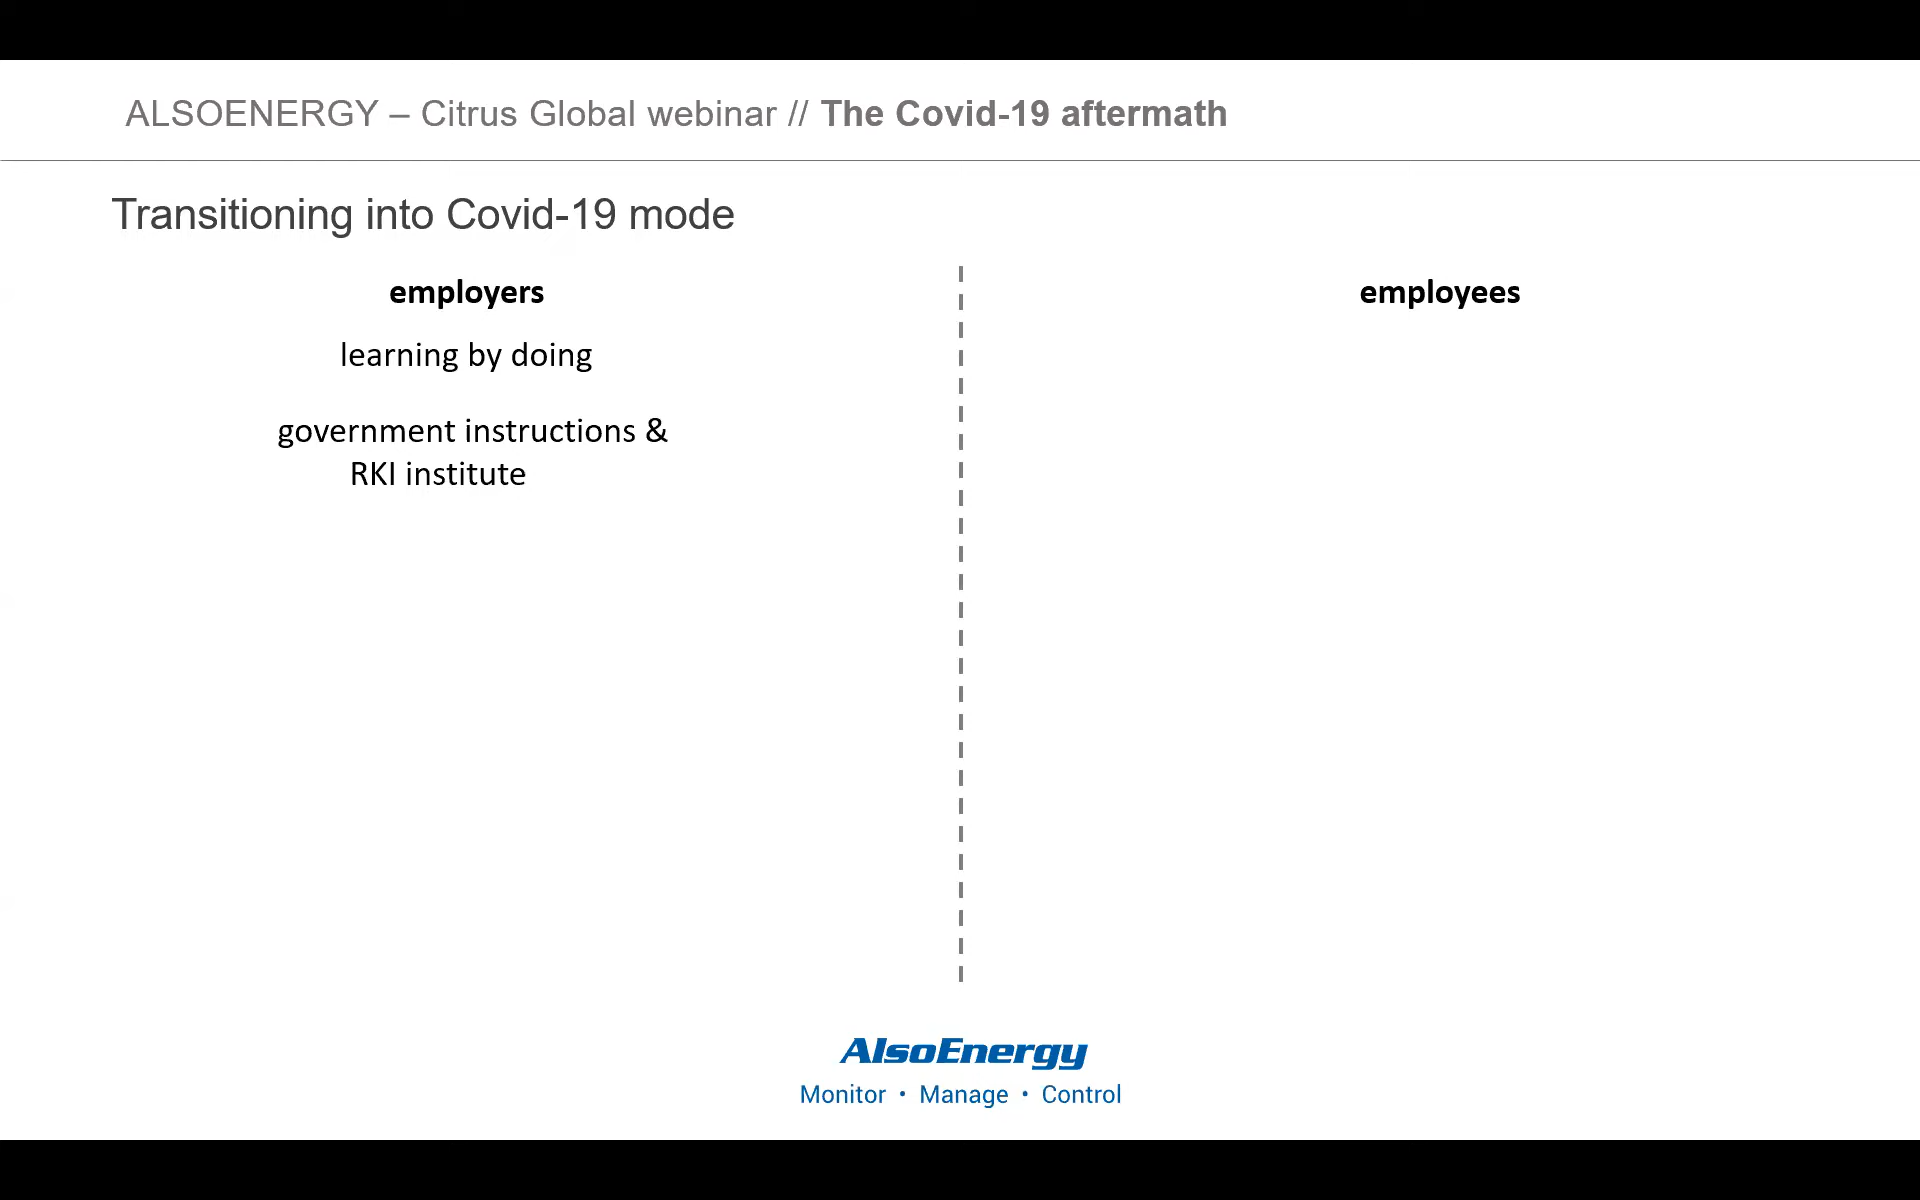 ALSOENERGY – Citrus Global webinar // The Covid-19 aftermath
Transitioning into Covid-19 mode
employers
learning by doing
government instructions &
RKI institute
employees
AlsoEnergy
Monitor • Manage • Control